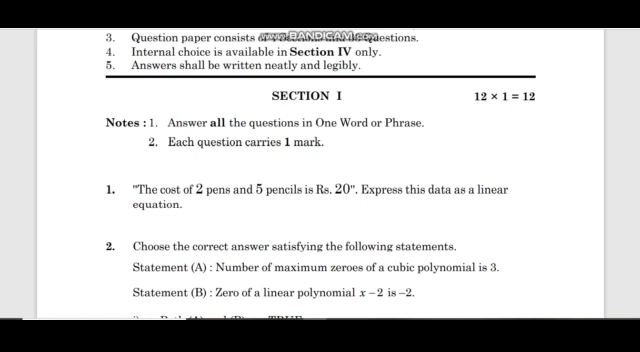 3. Question paper consists questions.
4. Internal choice is available in Section IV only.
5. Answers shall be written neatly and legibly.
SECTION I 12 × 1 = 12
Notes : 1. Answer all the questions in One Word or Phrase.
2. Each question carries 1 mark.
1. "The cost of 2 pens and 5 pencils is Rs. 20". Express this data as a linear
equation.
2. Choose the correct answer satisfying the following statements.
Statement (A) : Number of maximum zeroes of a cubic polynomial is 3.
Statement (B) : Zero of a linear polynomial x – 2 is –2.